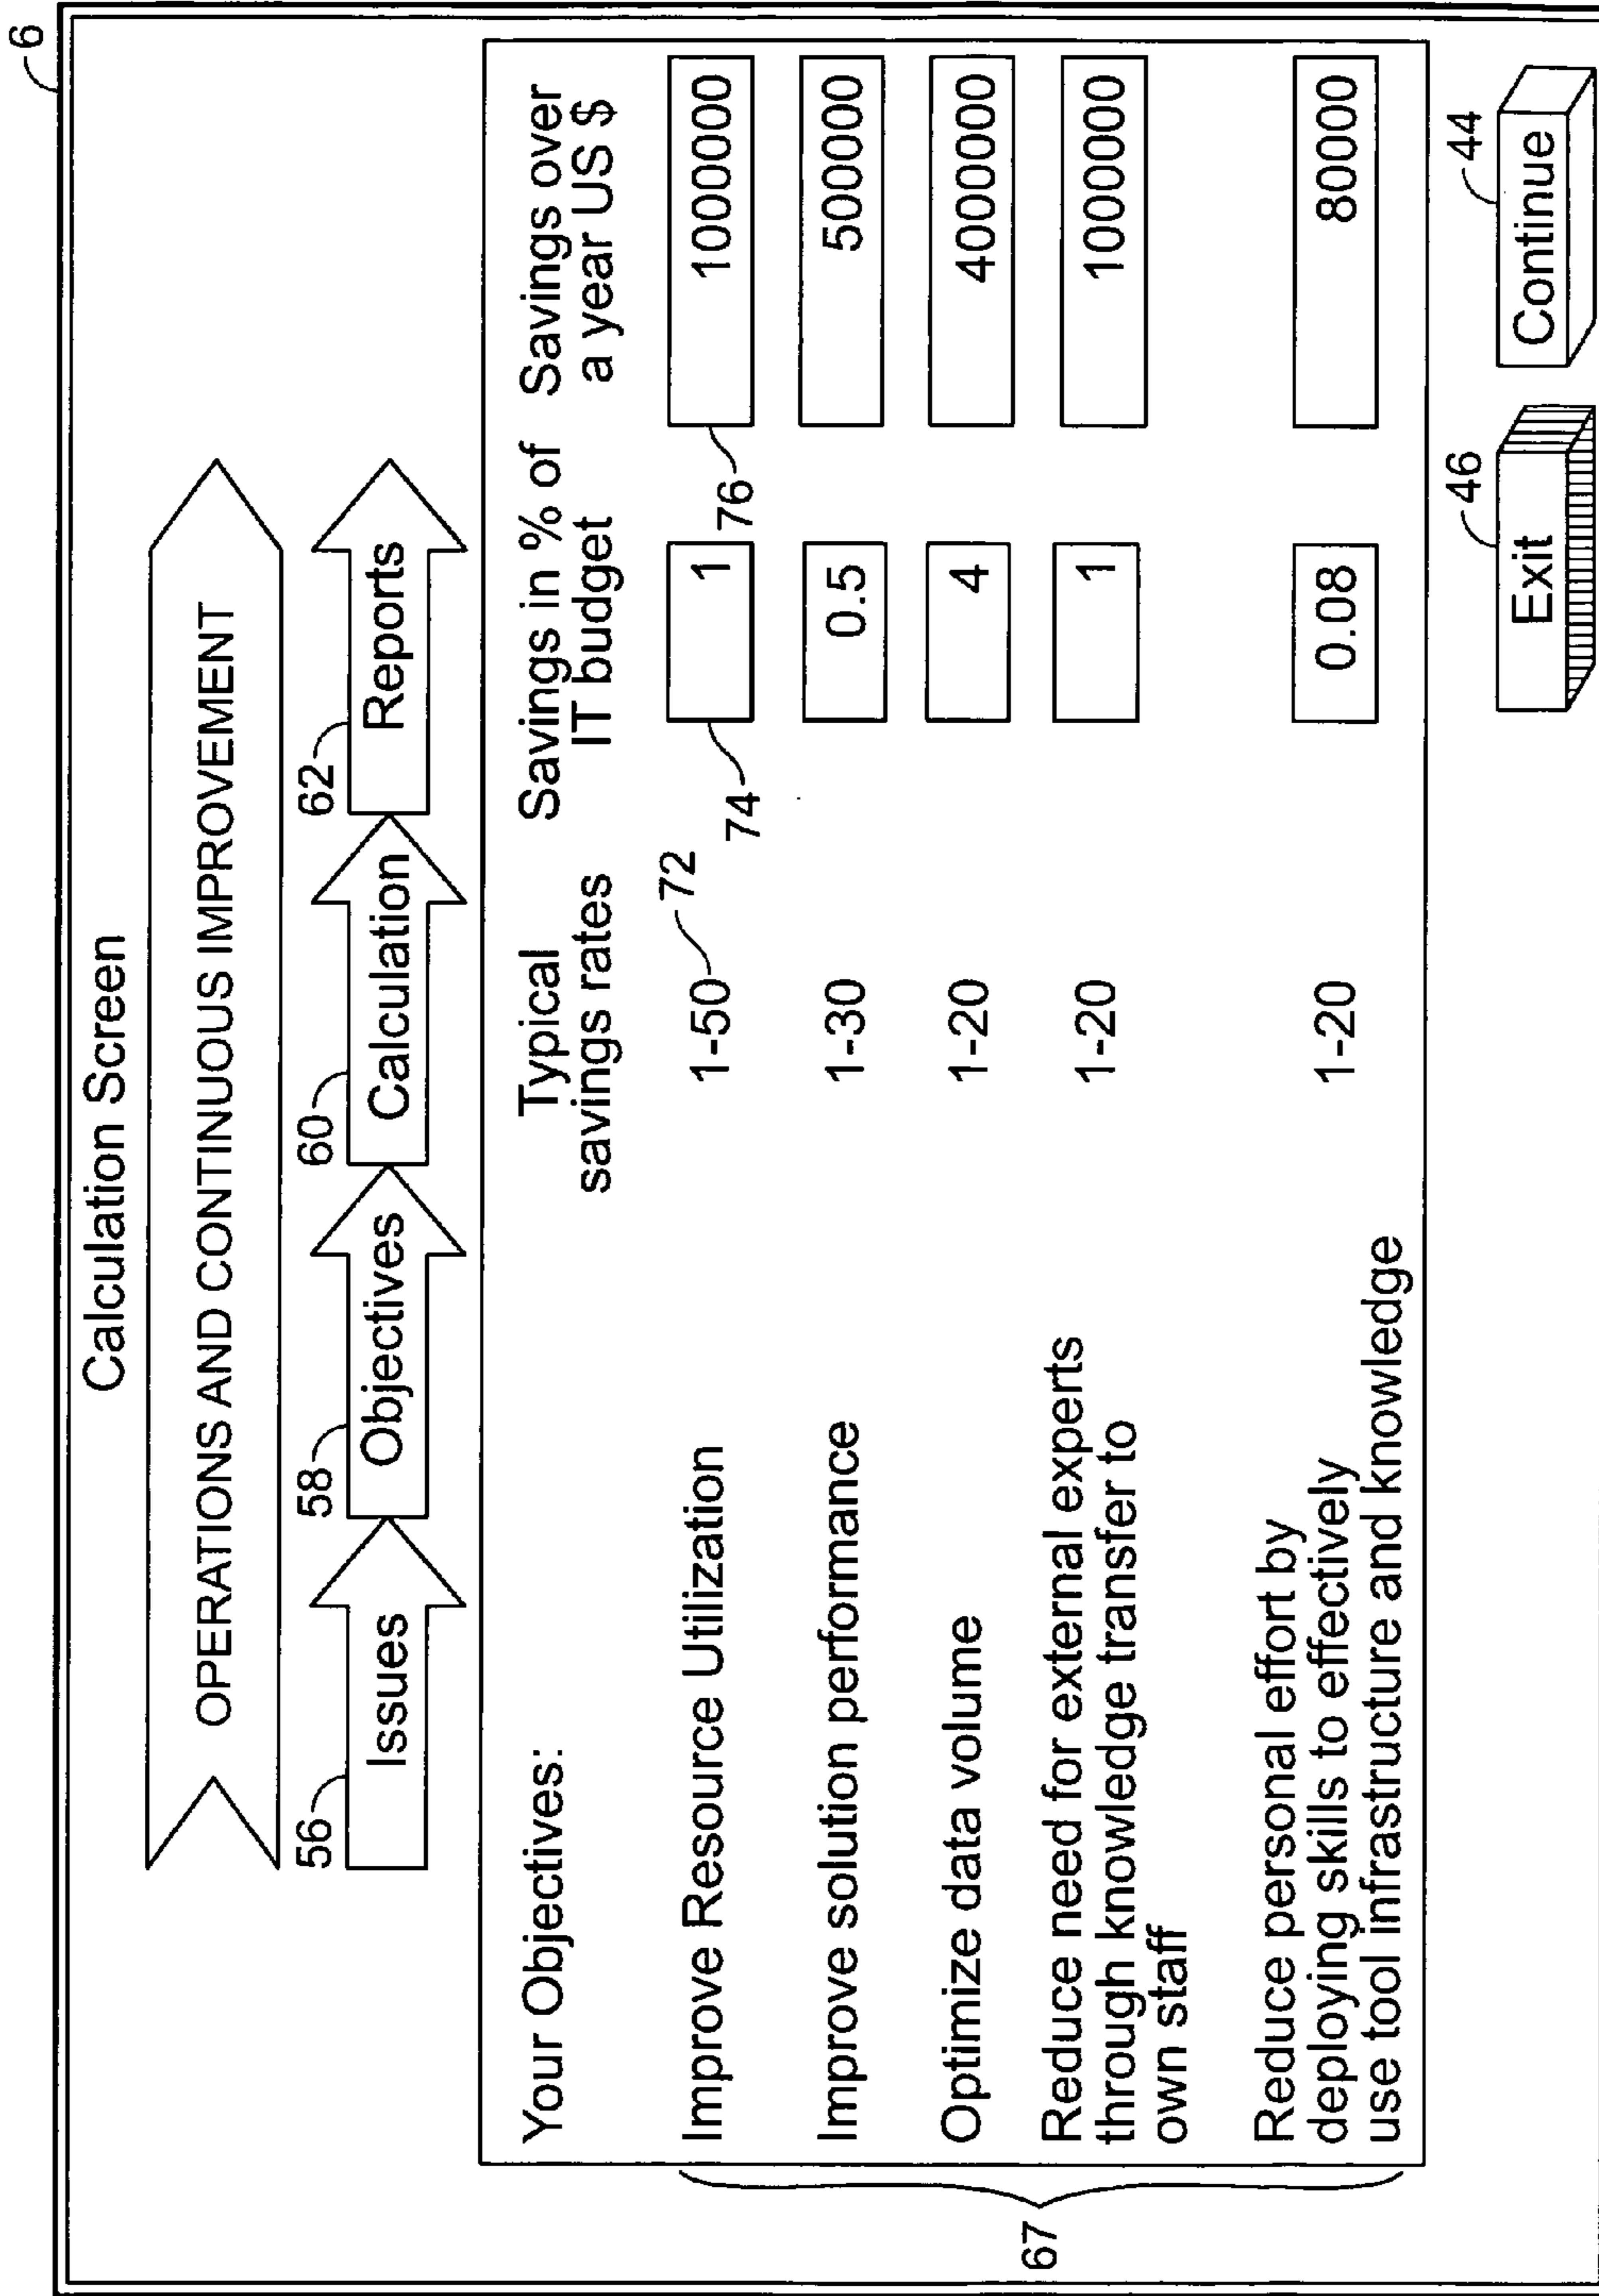 6
Calculation Screen
OPERATIONS AND CONTINUOUS IMPROVEMENT
56 58 60 62
Issues Objectives Calculation Reports
Your Objectives: Typical savings rates Savings in % of IT budget Savings over a year US $
Improve Resource Utilization 1-50 72 1 74 1000000 76
Improve solution performance 1-30 0.5 500000
Optimize data volume 1-20 4 4000000
Reduce need for external experts
through knowledge transfer to 1-20 1 1000000
own staff
Reduce personal effort by
deploying skills to effectively 1-20 0.08 80000
use tool infrastructure and knowledge
67
46 44
Exit Continue